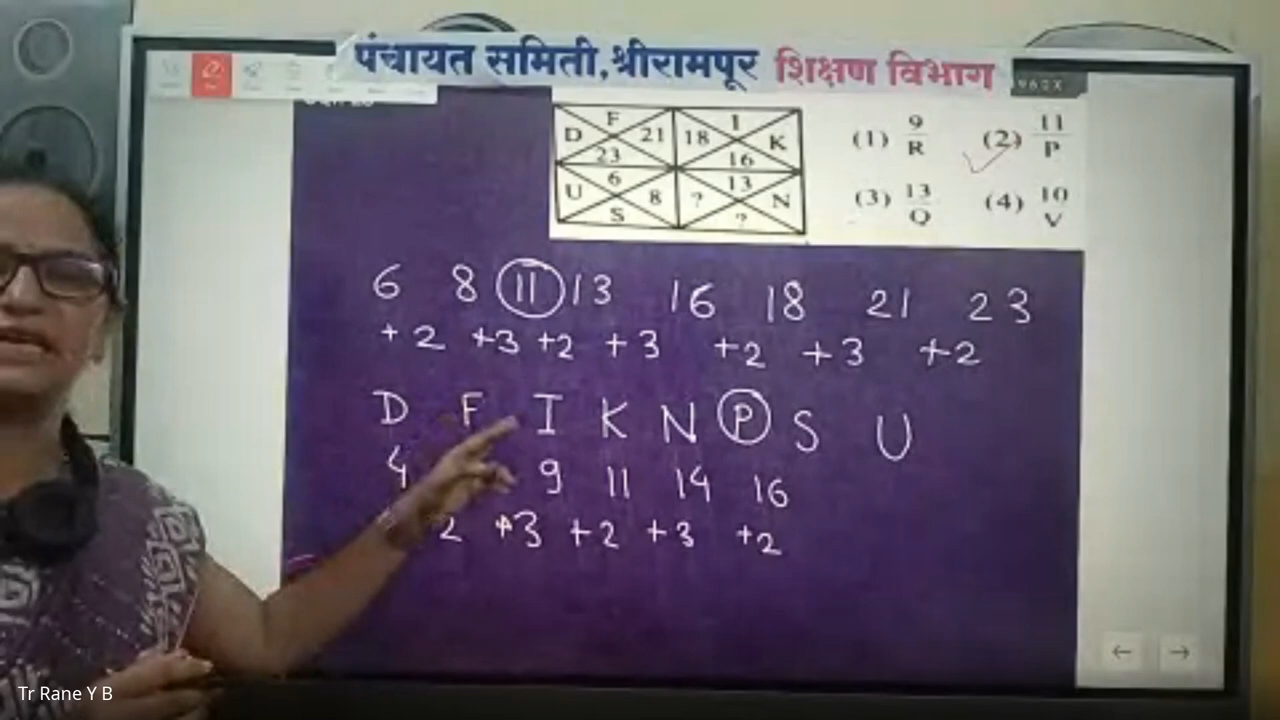 पंचायत समिती,श्रीरामपूर शिक्षण विभाग
D F 21 23
18 I K 16
U 6 8 S
? 13 N ?
(1) 9/R (2) 11/P
(3) 13/Q (4) 10/V
6 8 11 13 16 18 21 23
+2 +3 +2 +3 +2 +3 +2
D F I K N P S U
4 9 11 14 16
2 +3 +2 +3 +2
Tr Rane Y B